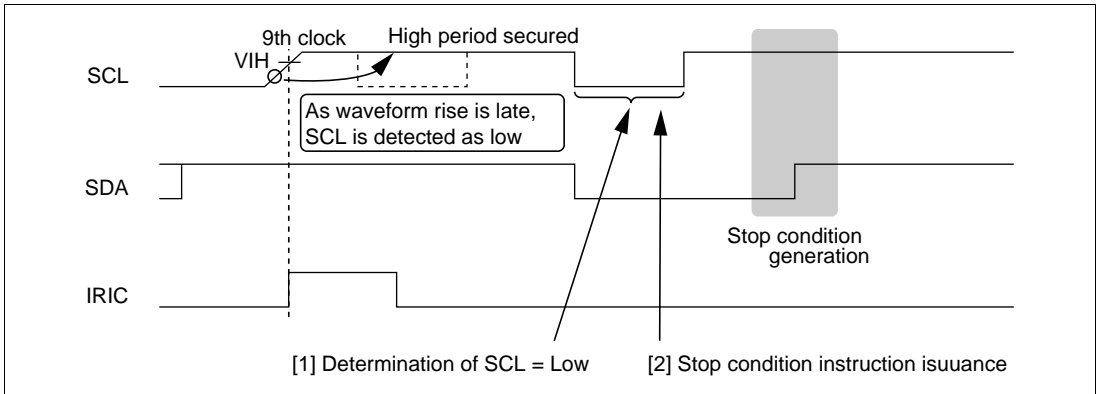 9th clock
High period secured
VIH
SCL
As waveform rise is late,
SCL is detected as low
SDA
Stop condition
generation
IRIC
[1] Determination of SCL = Low
[2] Stop condition instruction isuuance